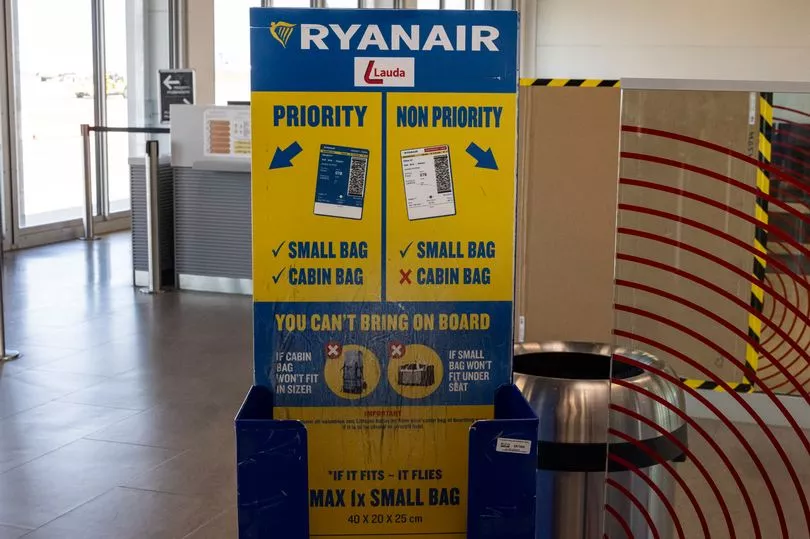 RYANAIR
Lauda
PRIORITY
NON PRIORITY
✓ SMALL BAG
✓ CABIN BAG
✓ SMALL BAG
✗ CABIN BAG
YOU CAN'T BRING ON BOARD
IF CABIN
BAG
WON'T FIT
IN SIZER
IF SMALL
BAG WON'T
FIT UNDER
SEAT
IMPORTANT
*IF IT FITS ~ IT FLIES
MAX 1x SMALL BAG
40 X 20 X 25 cm